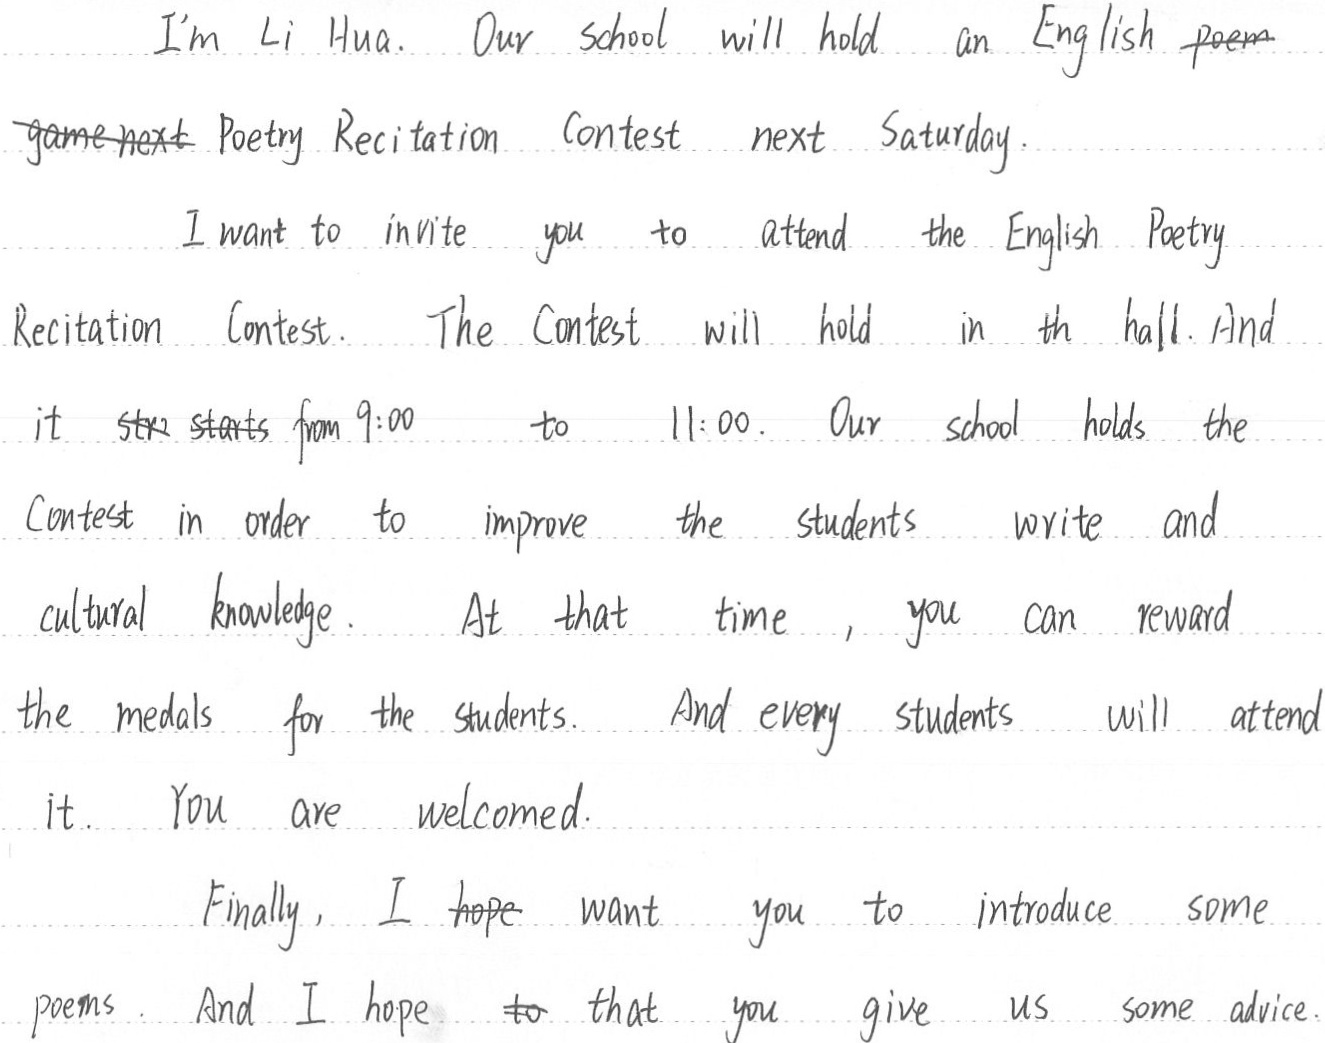 I'm Li Hua. Our school will hold an English poem
game next Poetry Recitation Contest next Saturday.
I want to invite you to attend the English Poetry
Recitation Contest. The Contest will hold in th hall. And
it starts from 9:00 to 11:00. Our school holds the
Contest in order to improve the students write and
cultural knowledge. At that time, you can reward
the medals for the students. And every students will attend
it. You are welcomed.
Finally, I hope want you to introduce some
poems. And I hope to that you give us some advice.